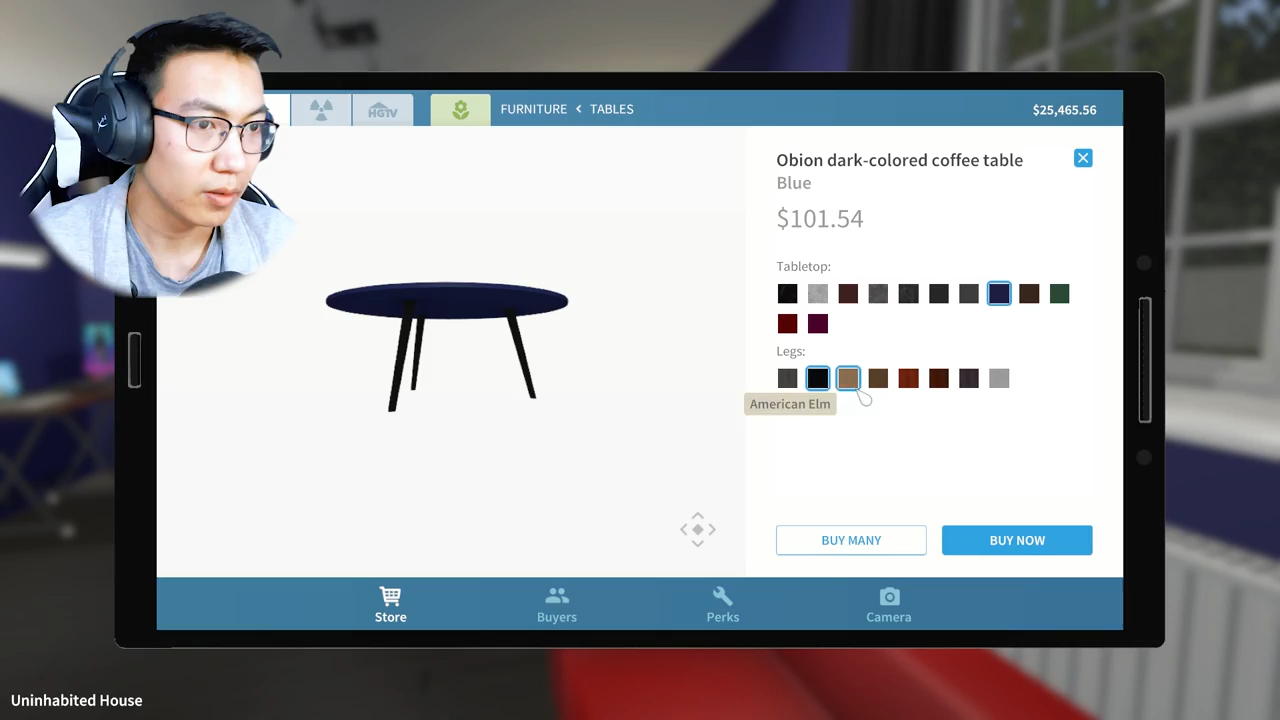 HGTV
FURNITURE < TABLES
$25,465.56
Obion dark-colored coffee table
Blue
$101.54
Tabletop:
Legs:
American Elm
BUY MANY
BUY NOW
Store
Buyers
Perks
Camera
Uninhabited House